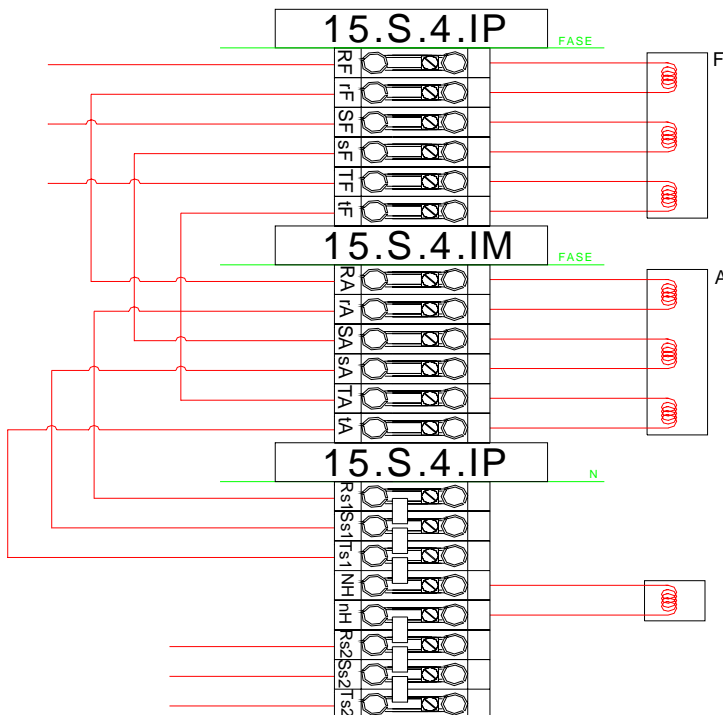 15.S.4.IP
FASE
RF
F
rF
SF
sF
TF
tF
15.S.4.IM
FASE
RA
A
rA
SA
sA
TA
tA
15.S.4.IP
N
Rs1
Ss1
Ts1
NH
nH
Rs2
Ss2
Ts2